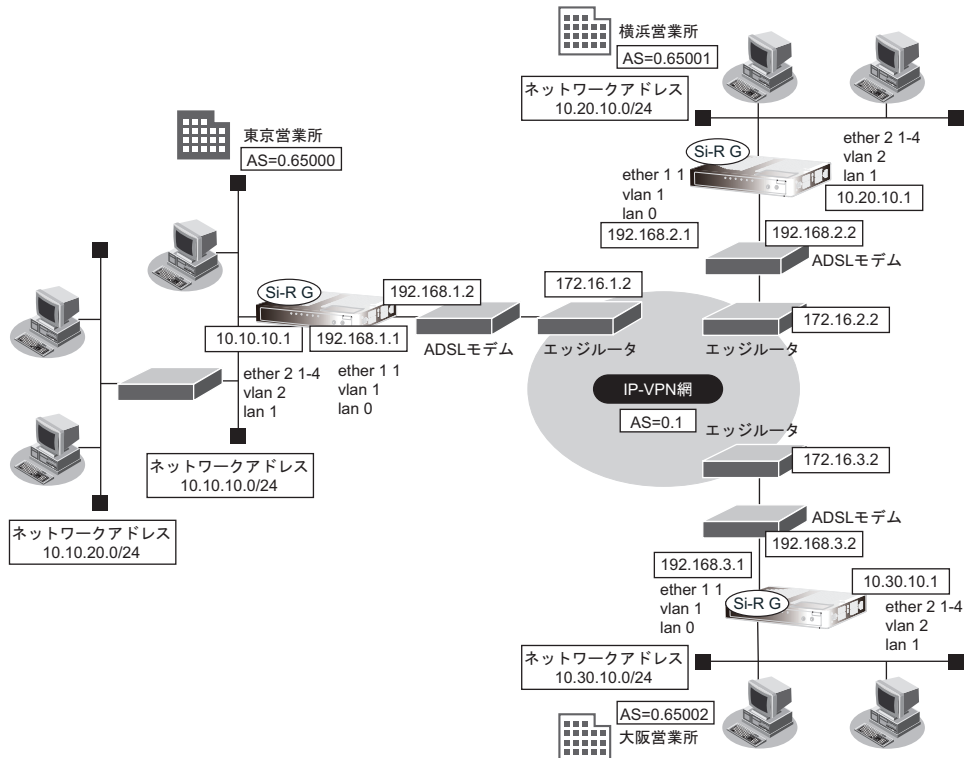 横浜営業所
AS=0.65001
ネットワークアドレス
10.20.10.0/24
Si-R G
ether 1 1
vlan 1
lan 0
192.168.2.1
ether 2 1-4
vlan 2
lan 1
10.20.10.1
192.168.2.2
ADSLモデム
172.16.2.2
エッジルータ
東京営業所
AS=0.65000
Si-R G
10.10.10.1
192.168.1.1
192.168.1.2
ADSLモデム
172.16.1.2
エッジルータ
ether 2 1-4
vlan 2
lan 1
ether 1 1
vlan 1
lan 0
ネットワークアドレス
10.10.10.0/24
ネットワークアドレス
10.10.20.0/24
IP-VPN網
AS=0.1
エッジルータ
172.16.3.2
ADSLモデム
192.168.3.2
192.168.3.1
ether 1 1
vlan 1
lan 0
Si-R G
10.30.10.1
ether 2 1-4
vlan 2
lan 1
ネットワークアドレス
10.30.10.0/24
AS=0.65002
大阪営業所